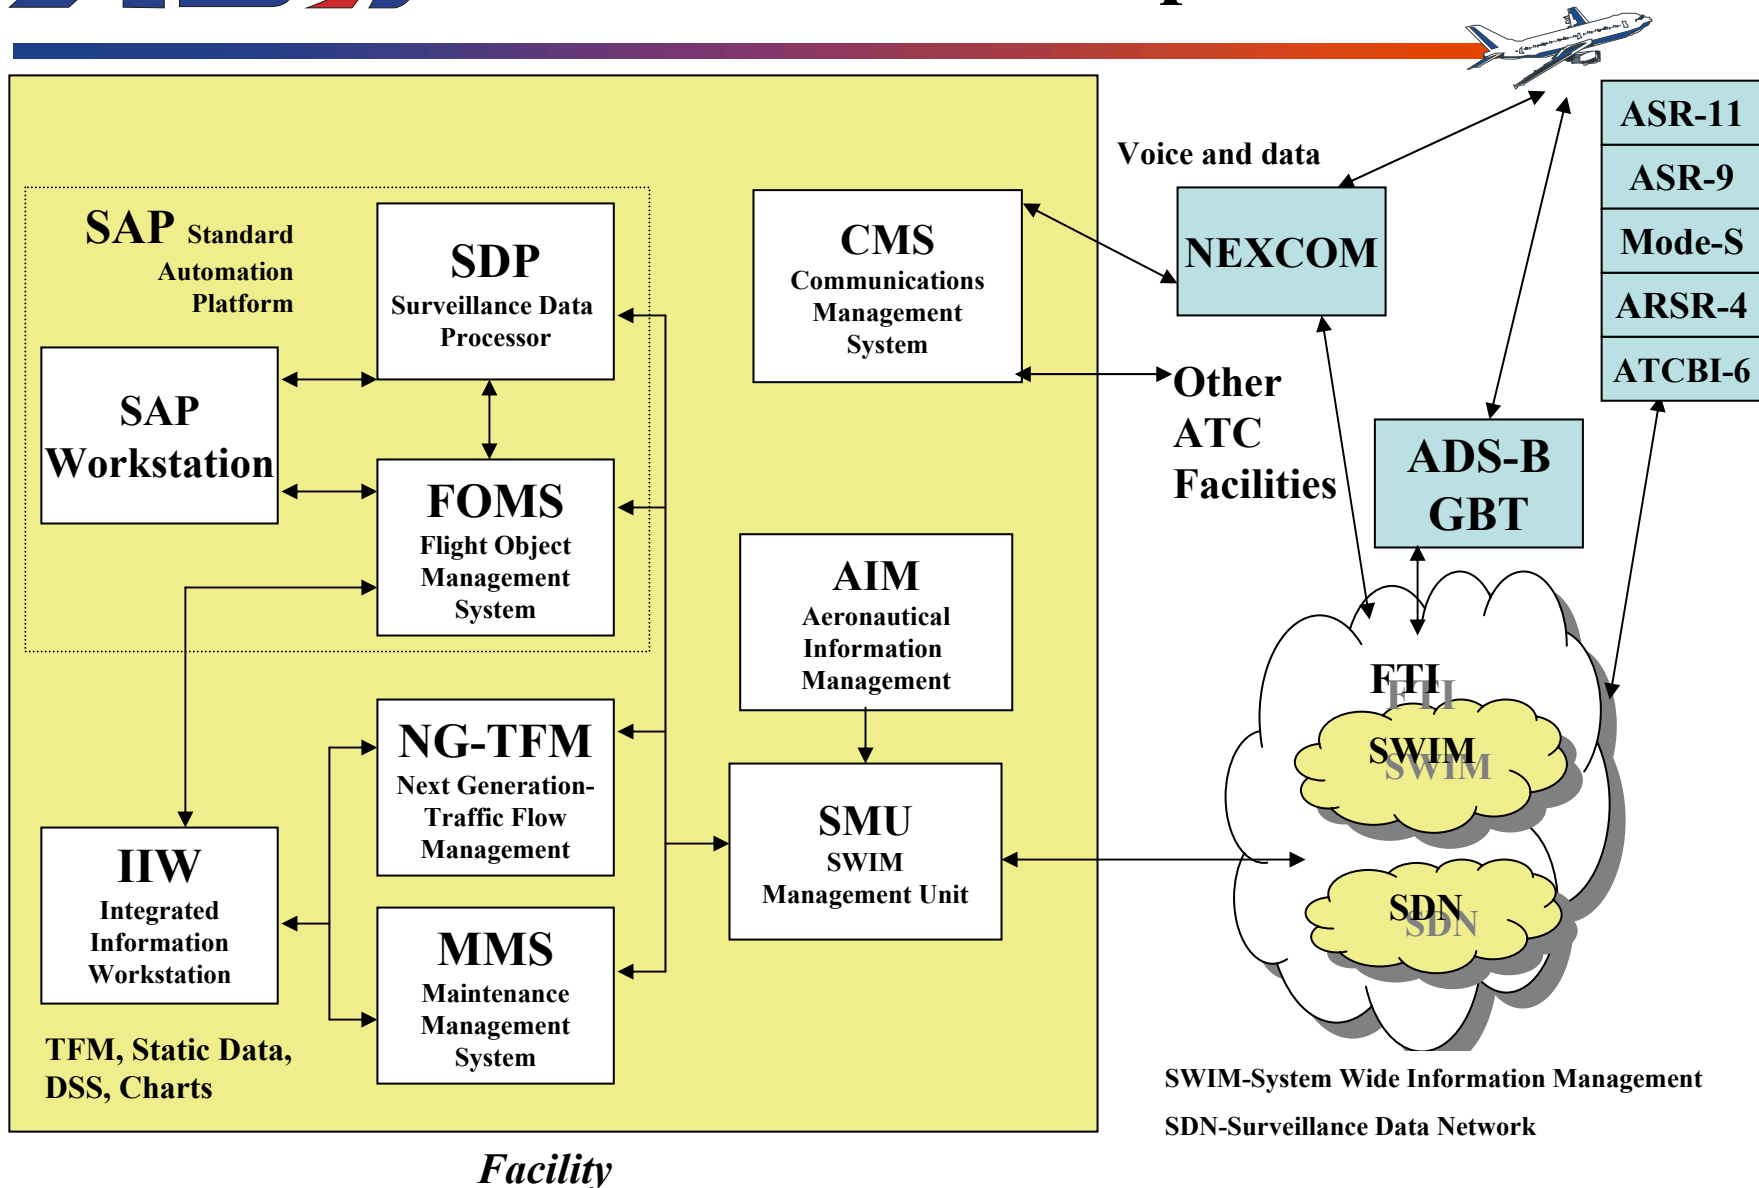 Voice and data
ASR-11
ASR-9
Mode-S
ARSR-4
ATCBI-6
SAP Standard
Automation
Platform
SDP
Surveillance Data
Processor
CMS
Communications
Management
System
NEXCOM
SAP
Workstation
Other
ATC
Facilities
ADS-B
GBT
FOMS
Flight Object
Management
System
AIM
Aeronautical
Information
Management
FTI
SWIM
SDN
NG-TFM
Next Generation-
Traffic Flow
Management
SMU
SWIM
Management Unit
IIW
Integrated
Information
Workstation
MMS
Maintenance
Management
System
TFM, Static Data,
DSS, Charts
SWIM-System Wide Information Management
SDN-Surveillance Data Network
Facility